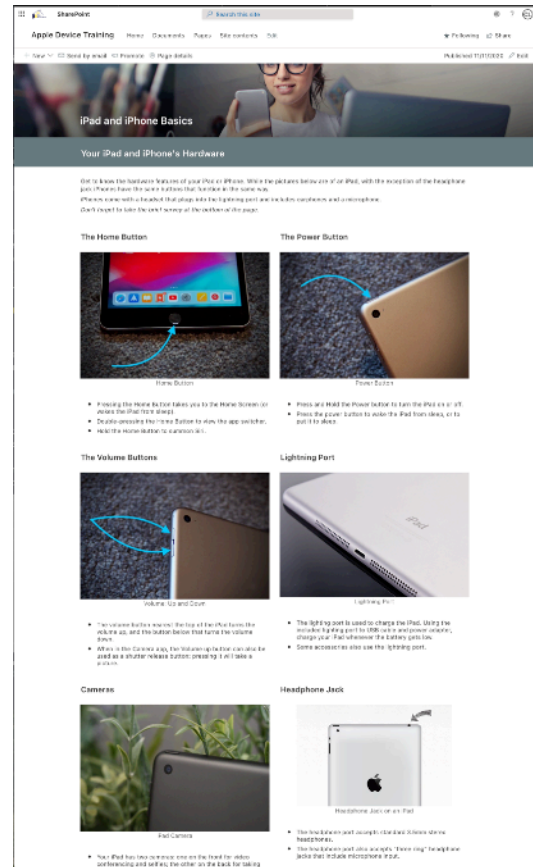 SharePoint
Search this site
Apple Device Training Home Documents Pages Site contents Edit
Following Share
New Send by email Promote Page details
Published 11/11/2020 Edit
iPad and iPhone Basics
Your iPad and iPhone's Hardware
Get to know the hardware features of your iPad or iPhone. While the pictures below are of an iPad, with the exception of the headphone
jack iPhones have the same buttons that function in the same way.
iPhones come with a headset that plugs into the lightning port and includes earphones and a microphone.
Don't forget to take the brief survey at the bottom of the page.
The Home Button
Home Button
Pressing the Home Button takes you to the Home Screen (or
wakes the iPad from sleep)
Double-pressing the Home Button to view the app switcher.
Hold the Home Button to summon Siri.
The Power Button
Power Button
Press and Hold the Power button to turn the iPad on or off.
Press the power button to wake the iPad from sleep, or to
put it to sleep.
The Volume Buttons
Volume Up and Down
The volume button nearest the top of the iPad turns the
volume up, and the button below that turns the volume
down.
When in the Camera app, the Volume up button can also be
used as a shutter release button: pressing it will take a
picture.
Lightning Port
iPad
Lightning Port
The lighting port is used to charge the iPad. Using the
included lighting port to USB cable and power adapter,
charge your iPad whenever the battery gets low.
Some accessories also use the lightning port.
Cameras
iPad Camera
Your iPad has two cameras: one on the front for video
conferencing and selfies; the other on the back for taking
Headphone Jack
Headphone Jack on an iPad
The headphone port accepts standard 3.5mm stereo
headphones.
The headphone port also accepts "three ring" headphone
jacks that include microphone input.